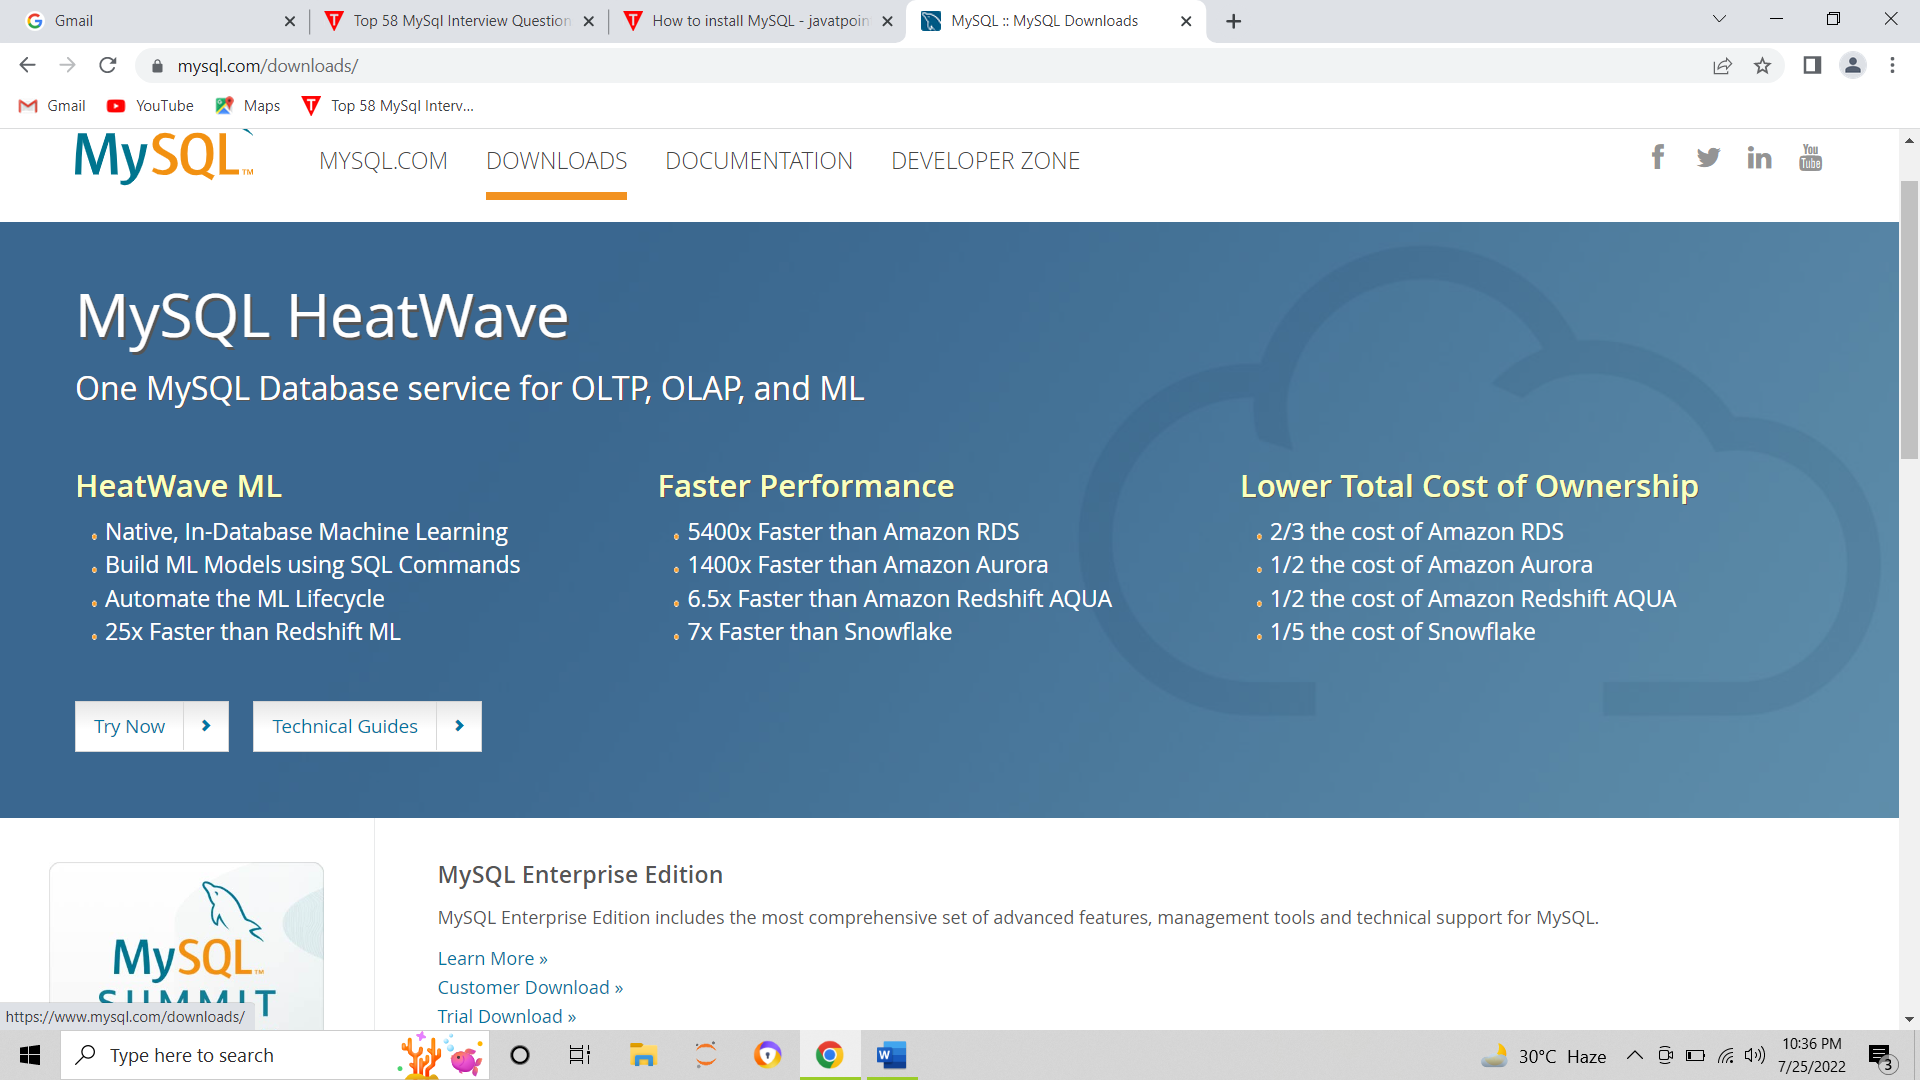 Gmail
Top 58 MySql Interview Question
How to install MySQL - javatpoin
MySQL :: MySQL Downloads
mysql.com/downloads/
Gmail
YouTube
Maps
Top 58 MySql Interv...
MySQL™
MYSQL.COM
DOWNLOADS
DOCUMENTATION
DEVELOPER ZONE
You Tube
MySQL HeatWave
One MySQL Database service for OLTP, OLAP, and ML
HeatWave ML
Native, In-Database Machine Learning
Build ML Models using SQL Commands
Automate the ML Lifecycle
25x Faster than Redshift ML
Faster Performance
5400x Faster than Amazon RDS
1400x Faster than Amazon Aurora
6.5x Faster than Amazon Redshift AQUA
7x Faster than Snowflake
Lower Total Cost of Ownership
2/3 the cost of Amazon RDS
1/2 the cost of Amazon Aurora
1/2 the cost of Amazon Redshift AQUA
1/5 the cost of Snowflake
Try Now
Technical Guides
MySQL™
SUMMIT
MySQL Enterprise Edition
MySQL Enterprise Edition includes the most comprehensive set of advanced features, management tools and technical support for MySQL.
Learn More »
Customer Download »
Trial Download »
https://www.mysql.com/downloads/
Type here to search
30°C Haze
10:36 PM
7/25/2022
3